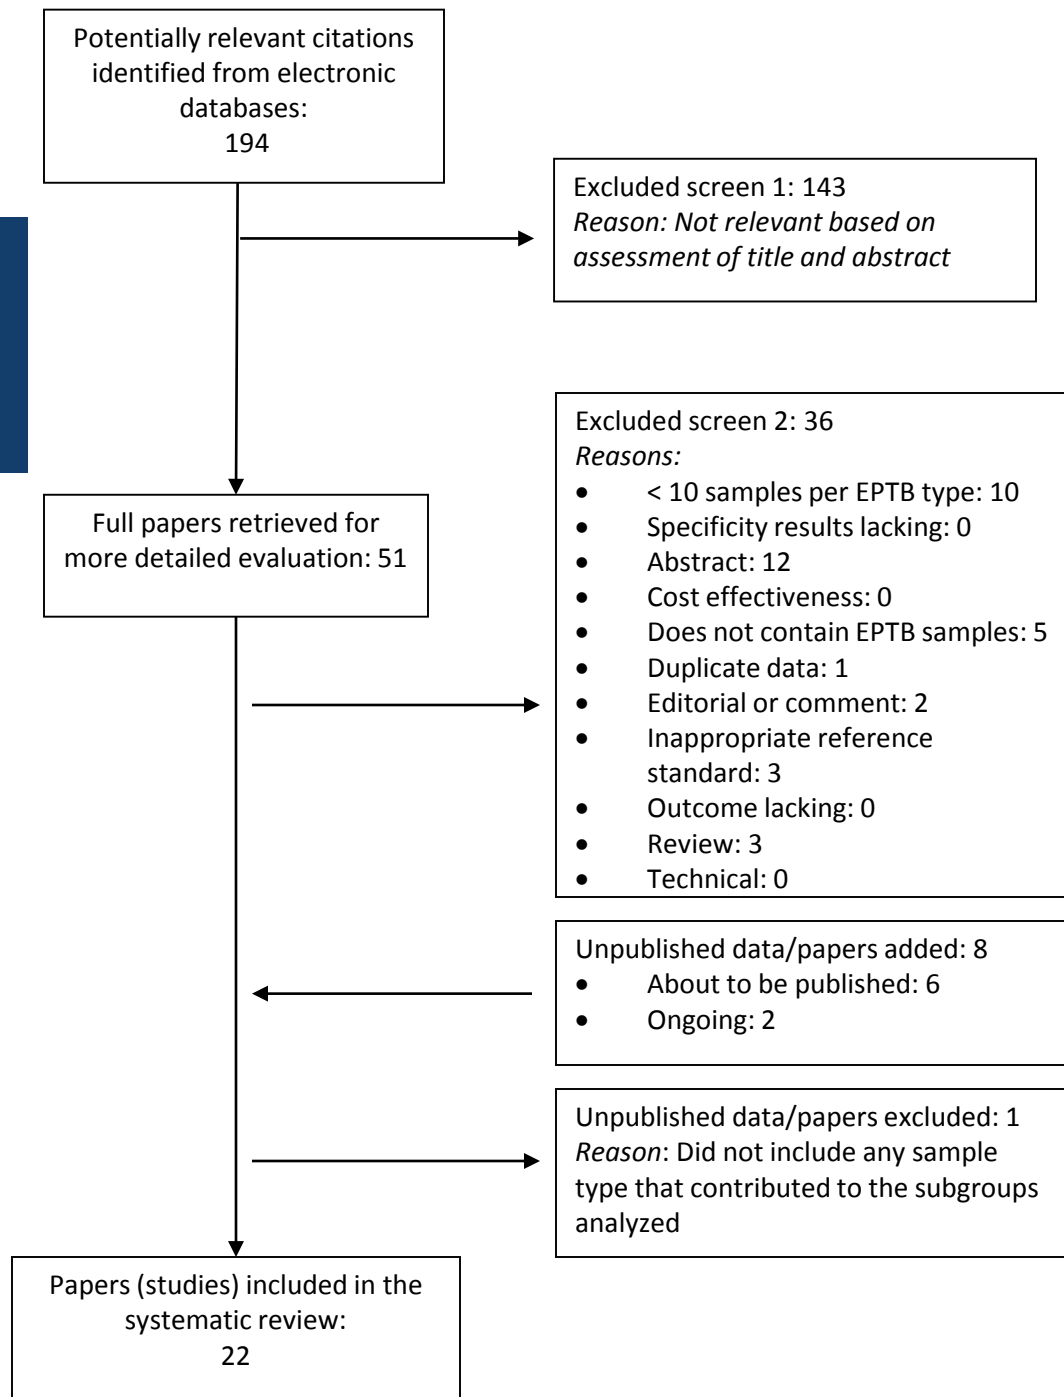 Potentially relevant citations
identified from electronic
databases:
194
Excluded screen 1: 143
Reason: Not relevant based on
assessment of title and abstract
Full papers retrieved for
more detailed evaluation: 51
Excluded screen 2: 36
Reasons:
• < 10 samples per EPTB type: 10
• Specificity results lacking: 0
• Abstract: 12
• Cost effectiveness: 0
• Does not contain EPTB samples: 5
• Duplicate data: 1
• Editorial or comment: 2
• Inappropriate reference
standard: 3
• Outcome lacking: 0
• Review: 3
• Technical: 0
Unpublished data/papers added: 8
• About to be published: 6
• Ongoing: 2
Unpublished data/papers excluded: 1
Reason: Did not include any sample
type that contributed to the subgroups
analyzed
Papers (studies) included in the
systematic review:
22